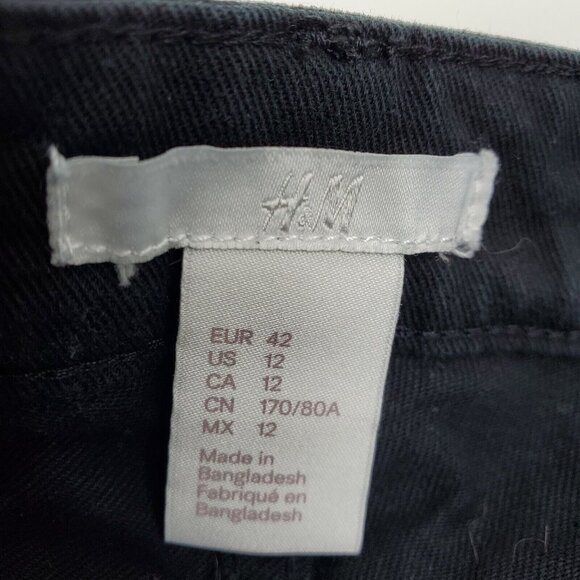 H&M
EUR 42
US 12
CA 12
CN 170/80A
MX 12
Made in
Bangladesh
Fabriqué en
Bangladesh